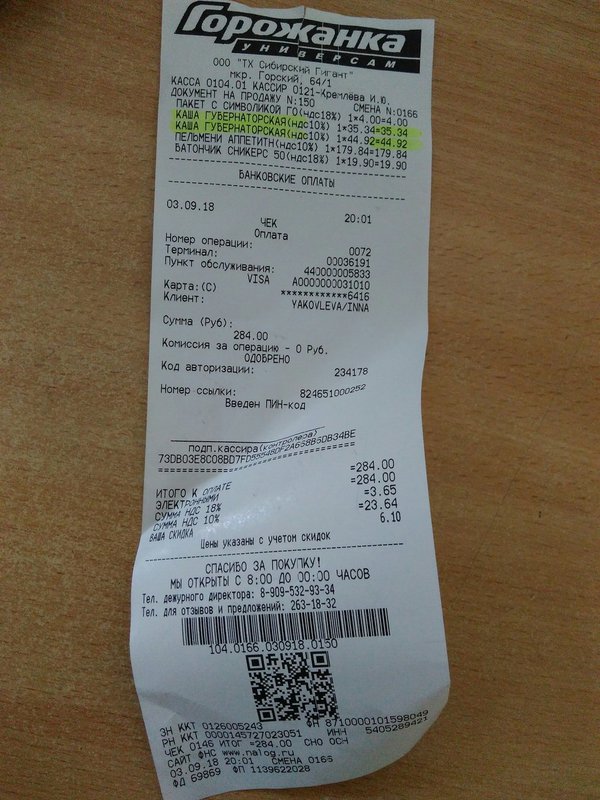 Горожанка
УНИВЕРСАМ
ООО "ТХ Сибирский Гигант"
мкр. Горский, 64/1
КАССА 0104.01 КАССИР 0121-Кремлёва И.Ю.
ДОКУМЕНТ НА ПРОДАЖУ N:150 СМЕНА N:0166
ПАКЕТ С СИМВОЛИКОЙ ГО(ндс18%) 1*4.00=4.00
КАША ГУБЕРНАТОРСКАЯ(ндс10%) 1*35.34=35.34
КАША ГУБЕРНАТОРСКАЯ(ндс10%) 1*44.92=44.92
ПЕЛЬМЕНИ АППЕТИТН(ндс10%) 1*179.84=179.84
БАТОНЧИК СНИКЕРС 50(ндс18%) 1*19.90=19.90
БАНКОВСКИЕ ОПЛАТЫ
03.09.18 20:01
ЧЕК
Оплата
Номер операции: 0072
Терминал: 00036191
Пункт обслуживания: 440000005833
VISA A0000000031010
Карта:(C) ************6416
Клиент: YAKOVLEVA/INNA
Сумма (Руб):
284.00
Комиссия за операцию - 0 Руб.
ОДОБРЕНО
Код авторизации: 234178
Номер ссылки: 824651000252
Введен ПИН-код
подп.кассира(контролера)
ИТОГО К ОПЛАТЕ =284.00
ЭЛЕКТРОННЫМИ =284.00
СУММА НДС 18% =3.65
СУММА НДС 10% =23.64
ВАША СКИДКА 6.10
Цены указаны с учетом скидок
СПАСИБО ЗА ПОКУПКУ!
МЫ ОТКРЫТЫ С 8:00 ДО 00:00 ЧАСОВ
Тел. дежурного директора: 8-909-532-93-34
Тел. для отзывов и предложений: 263-18-32
104.0166.030918.0150
ЗН ККТ 0126005243 ФН 8710000101598049
РН ККТ 0000145727023051 ИНН 5405289421
ЧЕК 0146 ИТОГ =284.00 СНО ОСН
САЙТ ФНС www.nalog.ru
03.09.18 20:01 СМЕНА 0166
ФД 69869 ФП 1139622028